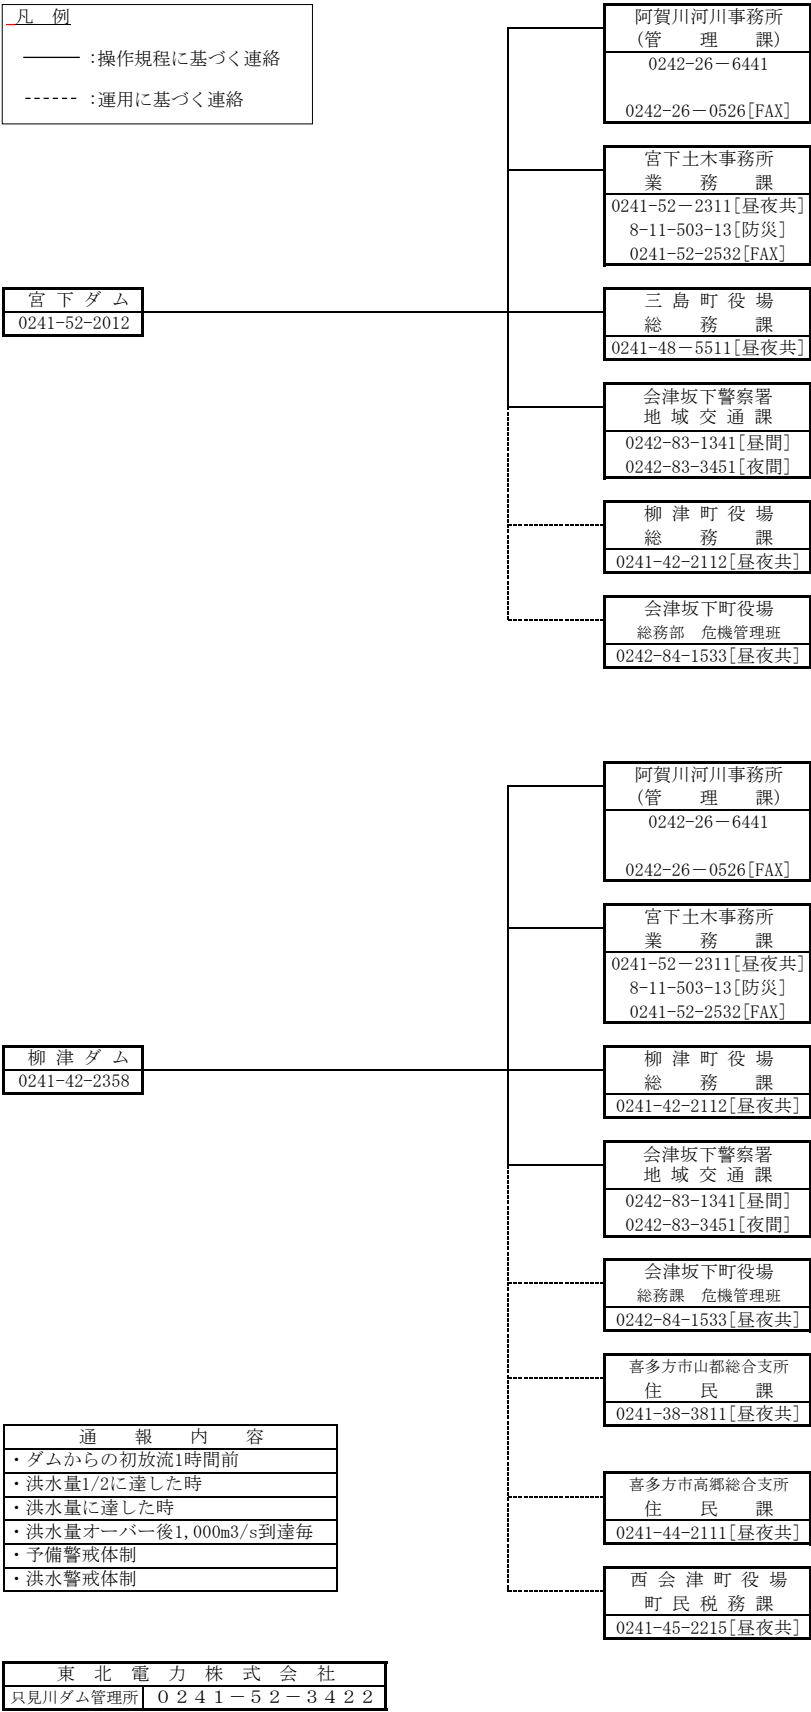 凡　例
―――― :操作規程に基づく連絡
------ :運用に基づく連絡
阿賀川河川事務所
(管　理　課)
0242-26－6441
0242-26－0526[FAX]
宮下土木事務所
業　務　課
0241-52－2311[昼夜共]
8-11-503-13[防災]
0241-52-2532[FAX]
宮 下 ダ ム
0241-52-2012
三 島 町 役 場
総　務　課
0241-48－5511[昼夜共]
会津坂下警察署
地 域 交 通 課
0242-83-1341[昼間]
0242-83-3451[夜間]
柳 津 町 役 場
総　務　課
0241-42-2112[昼夜共]
会津坂下町役場
総務部　危機管理班
0242-84-1533[昼夜共]
阿賀川河川事務所
(管　理　課)
0242-26－6441
0242-26－0526[FAX]
宮下土木事務所
業　務　課
0241-52－2311[昼夜共]
8-11-503-13[防災]
0241-52-2532[FAX]
柳 津 ダ ム
0241-42-2358
柳 津 町 役 場
総　務　課
0241-42-2112[昼夜共]
会津坂下警察署
地 域 交 通 課
0242-83-1341[昼間]
0242-83-3451[夜間]
会津坂下町役場
総務課　危機管理班
0242-84-1533[昼夜共]
喜多方市山都総合支所
住　民　課
0241-38-3811[昼夜共]
喜多方市高郷総合支所
住　民　課
0241-44-2111[昼夜共]
西 会 津 町 役 場
町 民 税 務 課
0241-45-2215[昼夜共]
通　報　内　容
・ダムからの初放流1時間前
・洪水量1/2に達した時
・洪水量に達した時
・洪水量オーバー後1,000m3/s到達毎
・予備警戒体制
・洪水警戒体制
東 北 電 力 株 式 会 社
只見川ダム管理所 ０２４１－５２－３４２２